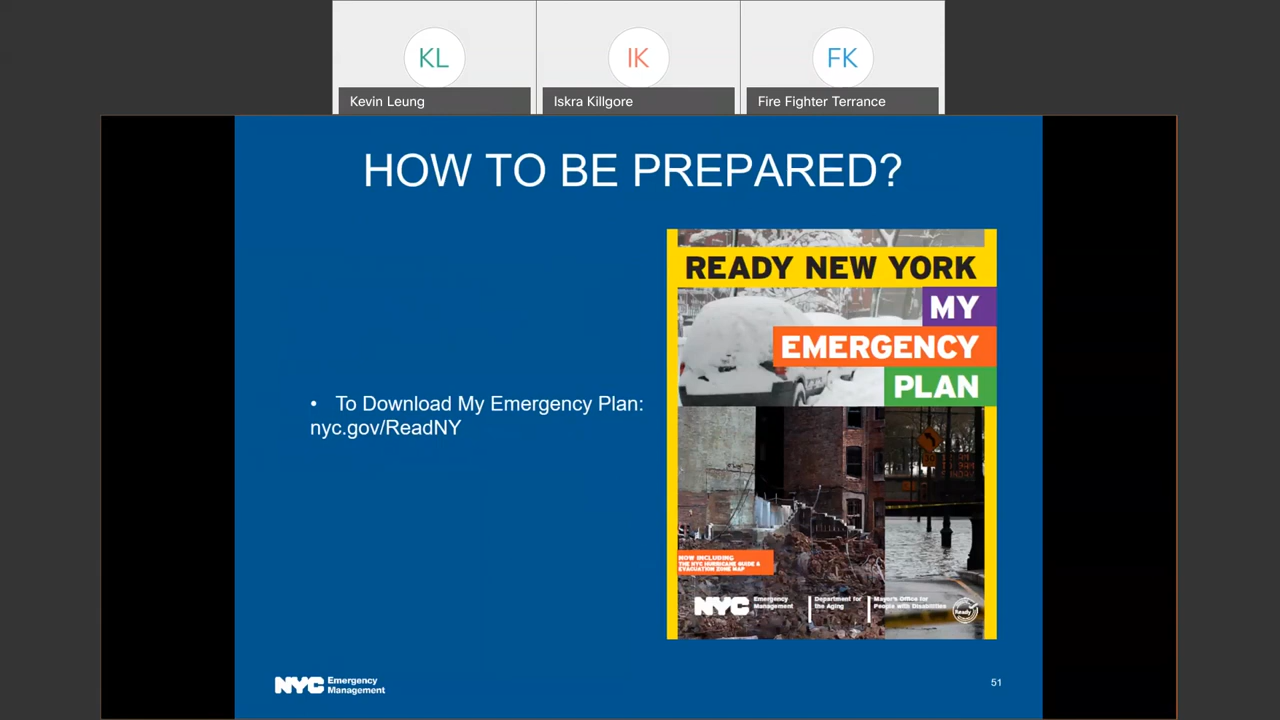 KL
IK
FK
Kevin Leung
Iskra Killgore
Fire Fighter Terrance
HOW TO BE PREPARED?
• To Download My Emergency Plan:
nyc.gov/ReadNY
READY NEW YORK
MY
EMERGENCY
PLAN
NOW INCLUDING
THE NYC HURRICANE GUIDE &
EVACUATION ZONE MAP
NYC Emergency
Management
Department for
the Aging
Mayor's Office for
People with Disabilities
Ready
NYC Emergency
Management
51